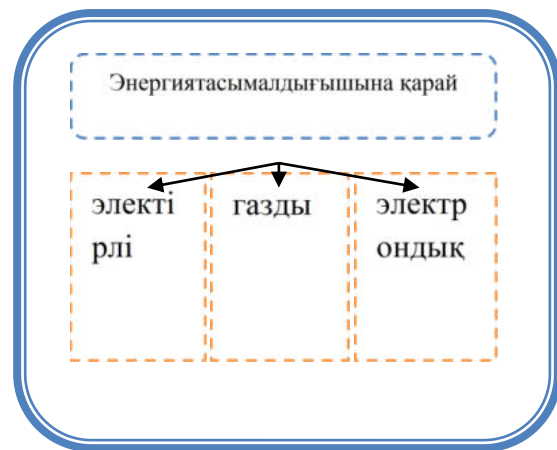 Энергиятасымалдығышына қарай
электі
рлі
газды
электр
ондық